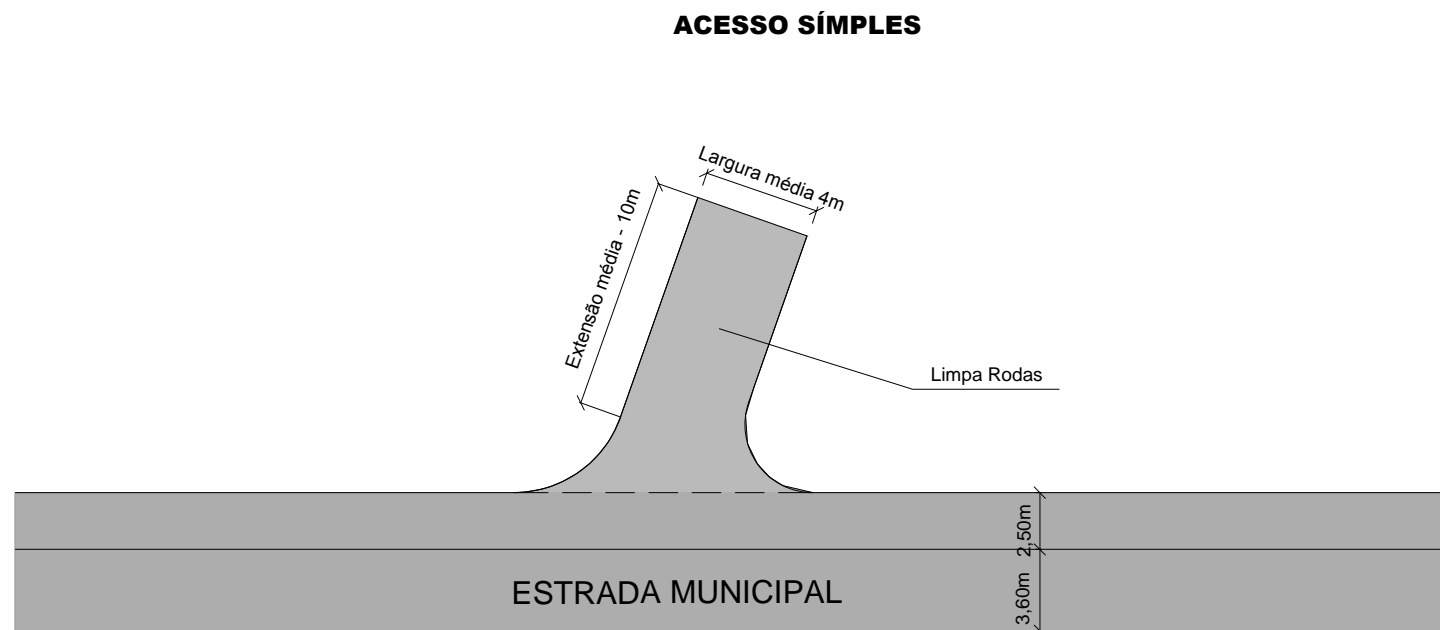 ACESSO SÍMPLES
Largura média 4m
Extensão média - 10m
Limpa Rodas
2,50m
ESTRADA MUNICIPAL
3,60m